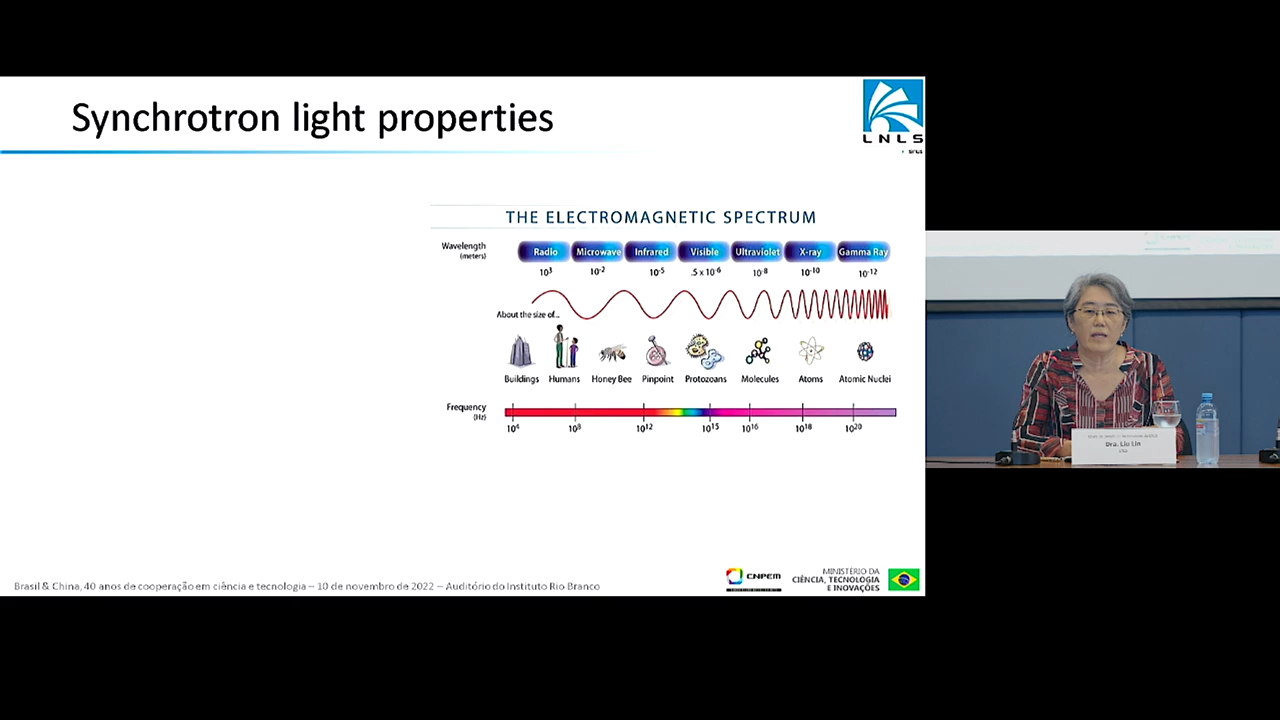 Synchrotron light properties
LNLS
THE ELECTROMAGNETIC SPECTRUM
Wavelength
(meters)
Radio Microwave Infrared Visible Ultraviolet X-ray Gamma Ray
10³ 10⁻² 10⁻⁵ .5 x 10⁻⁶ 10⁻⁸ 10⁻¹⁰ 10⁻¹²
About the size of...
Buildings Humans Honey Bee Pinpoint Protozoans Molecules Atoms Atomic Nuclei
Frequency
(Hz)
10⁴ 10⁸ 10¹² 10¹⁵ 10¹⁶ 10¹⁸ 10²⁰
Brasil & China, 40 anos de cooperação em ciência e tecnologia – 10 de novembro de 2022 – Auditório do Instituto Rio Branco
CNPEM
MINISTÉRIO DA
CIÊNCIA, TECNOLOGIA
E INOVAÇÕES
Dra. Liu Lin